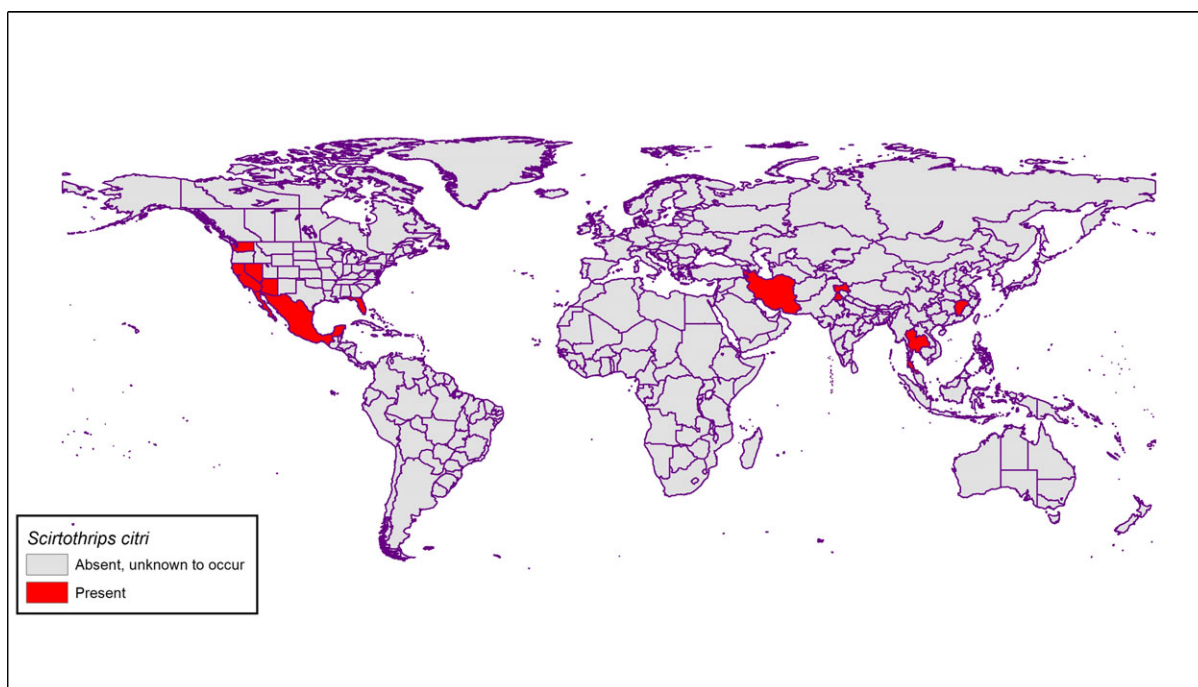 Scirtothrips citri
Absent, unknown to occur
Present